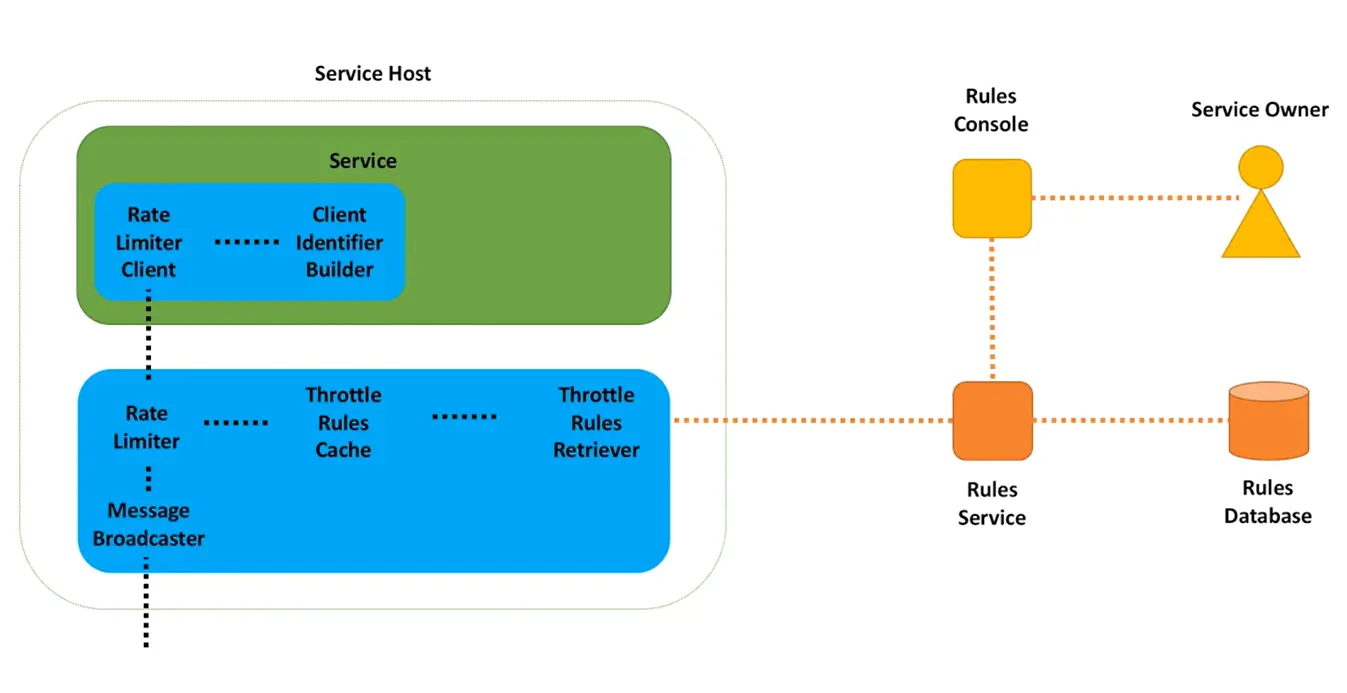 Service Host
Service
Rate
Limiter
Client
Client
Identifier
Builder
Rate
Limiter
Throttle
Rules
Cache
Throttle
Rules
Retriever
Message
Broadcaster
Rules
Console
Service Owner
Rules
Service
Rules
Database